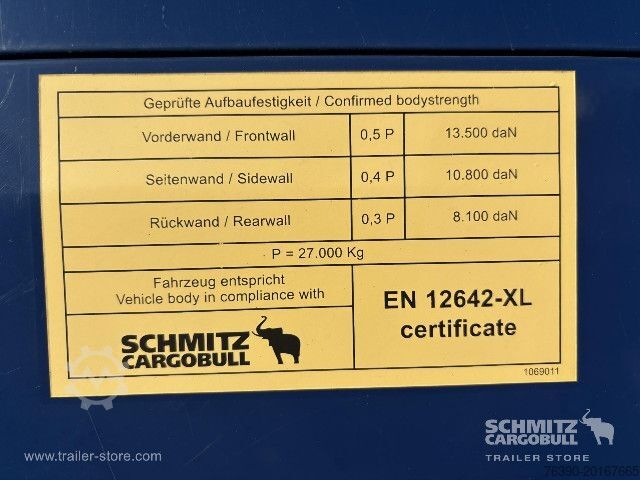 Geprüfte Aufbaufestigkeit / Confirmed bodystrength
Vorderwand / Frontwall 0,5 P 13.500 daN
Seitenwand / Sidewall 0,4 P 10.800 daN
Rückwand / Rearwall 0,3 P 8.100 daN
P = 27.000 Kg
Fahrzeug entspricht
Vehicle body in compliance with
EN 12642-XL
certificate
SCHMITZ
CARGOBULL
1069011
www.trailer-store.com
SCHMITZ
CARGOBULL
TRAILER STORE
76390-20167665